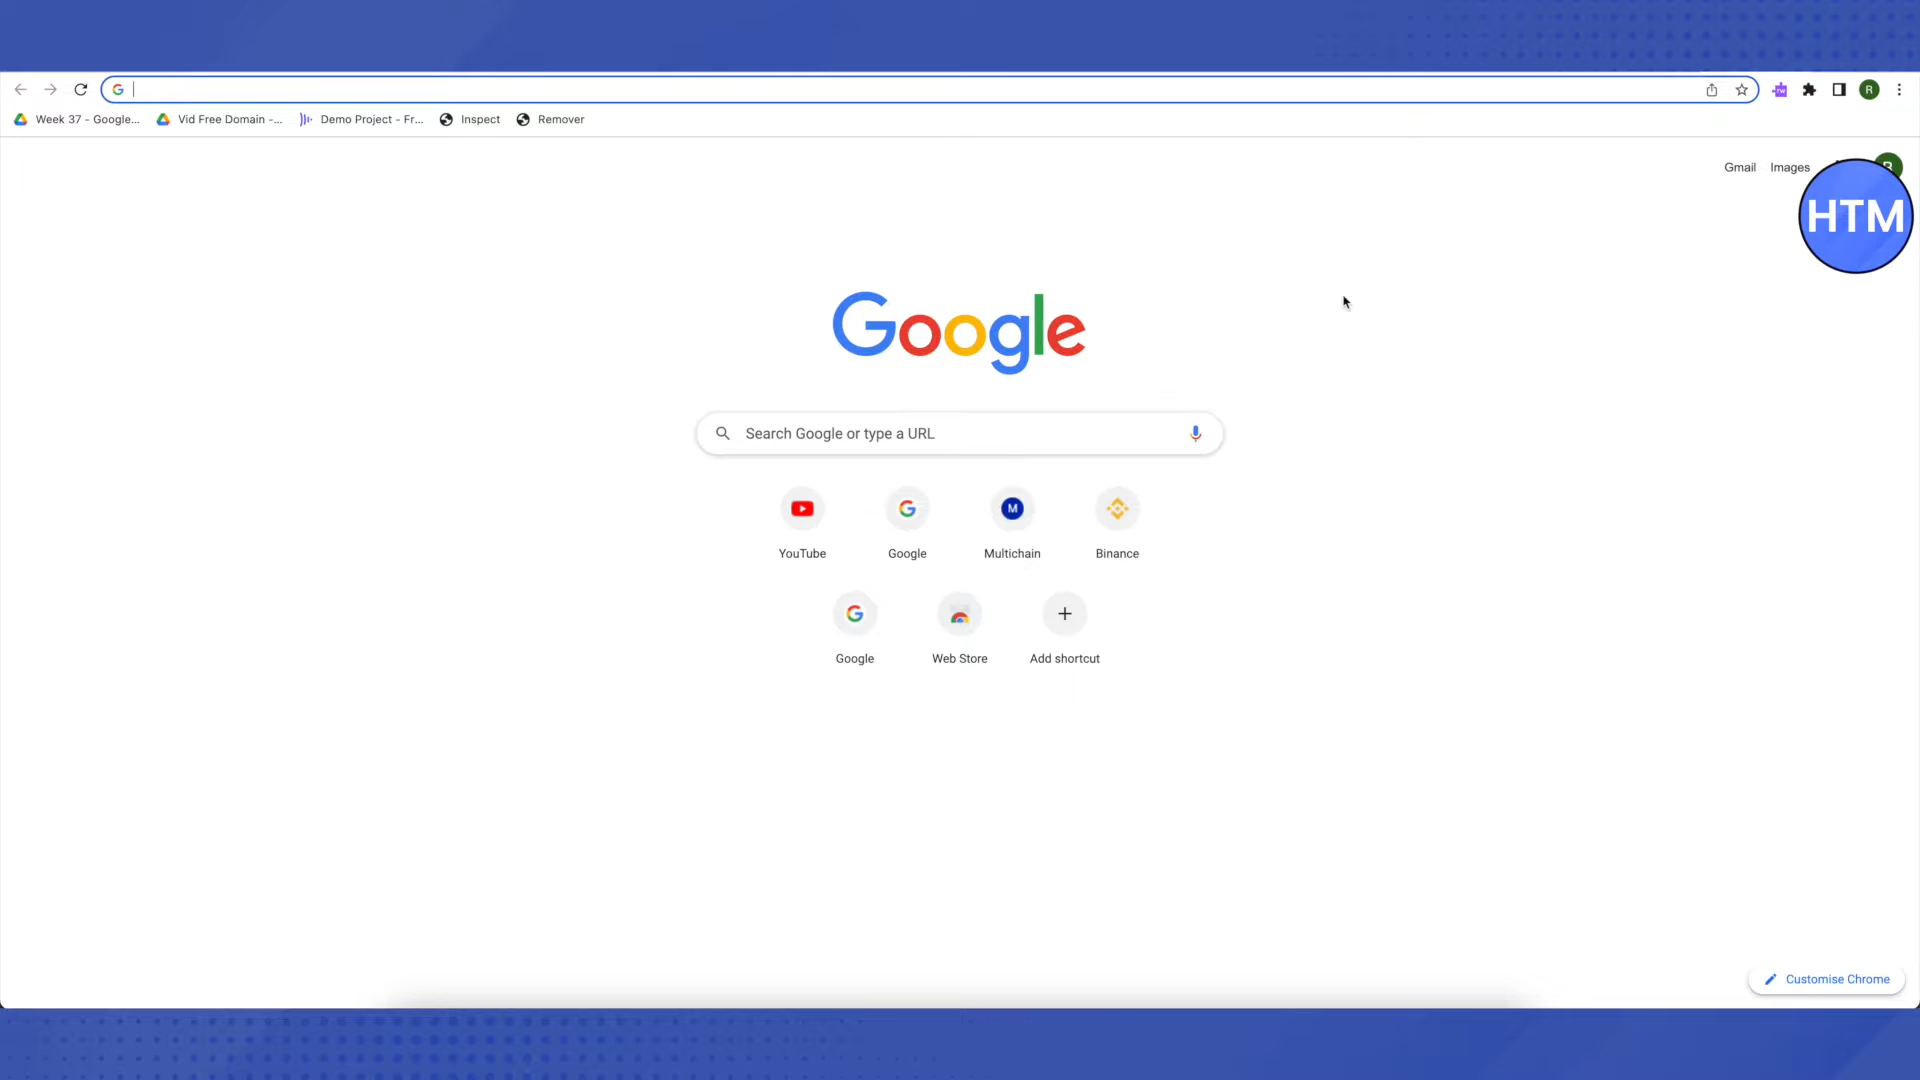 Week 37 - Google...
Vid Free Domain -...
Demo Project - Fr...
Inspect
Remover
Gmail
Images
R
R
HTM
Google
Search Google or type a URL
M
YouTube
Google
Multichain
Binance
Google
Web Store
Add shortcut
Customise Chrome